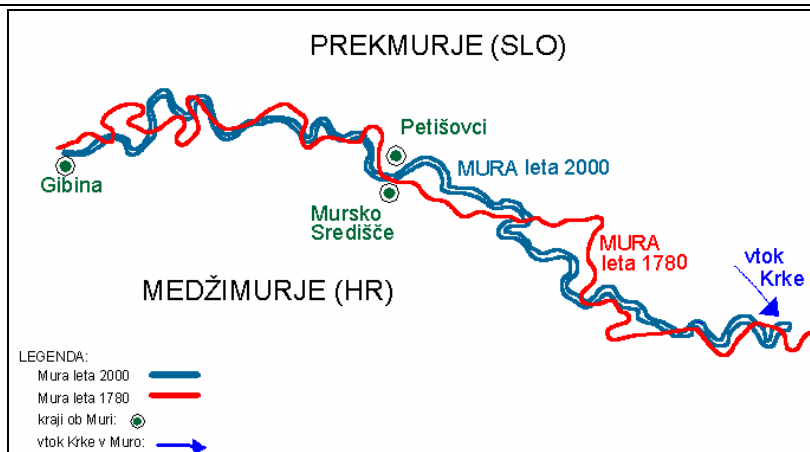 PREKMURJE (SLO)
Petišovci
MURA leta 2000
Gibina
Mursko
Središče
MURA
leta 1780
vtok
Krke
MEDŽIMURJE (HR)
LEGENDA:
Mura leta 2000
Mura leta 1780
kraji ob Muri:
vtok Krke v Muro: